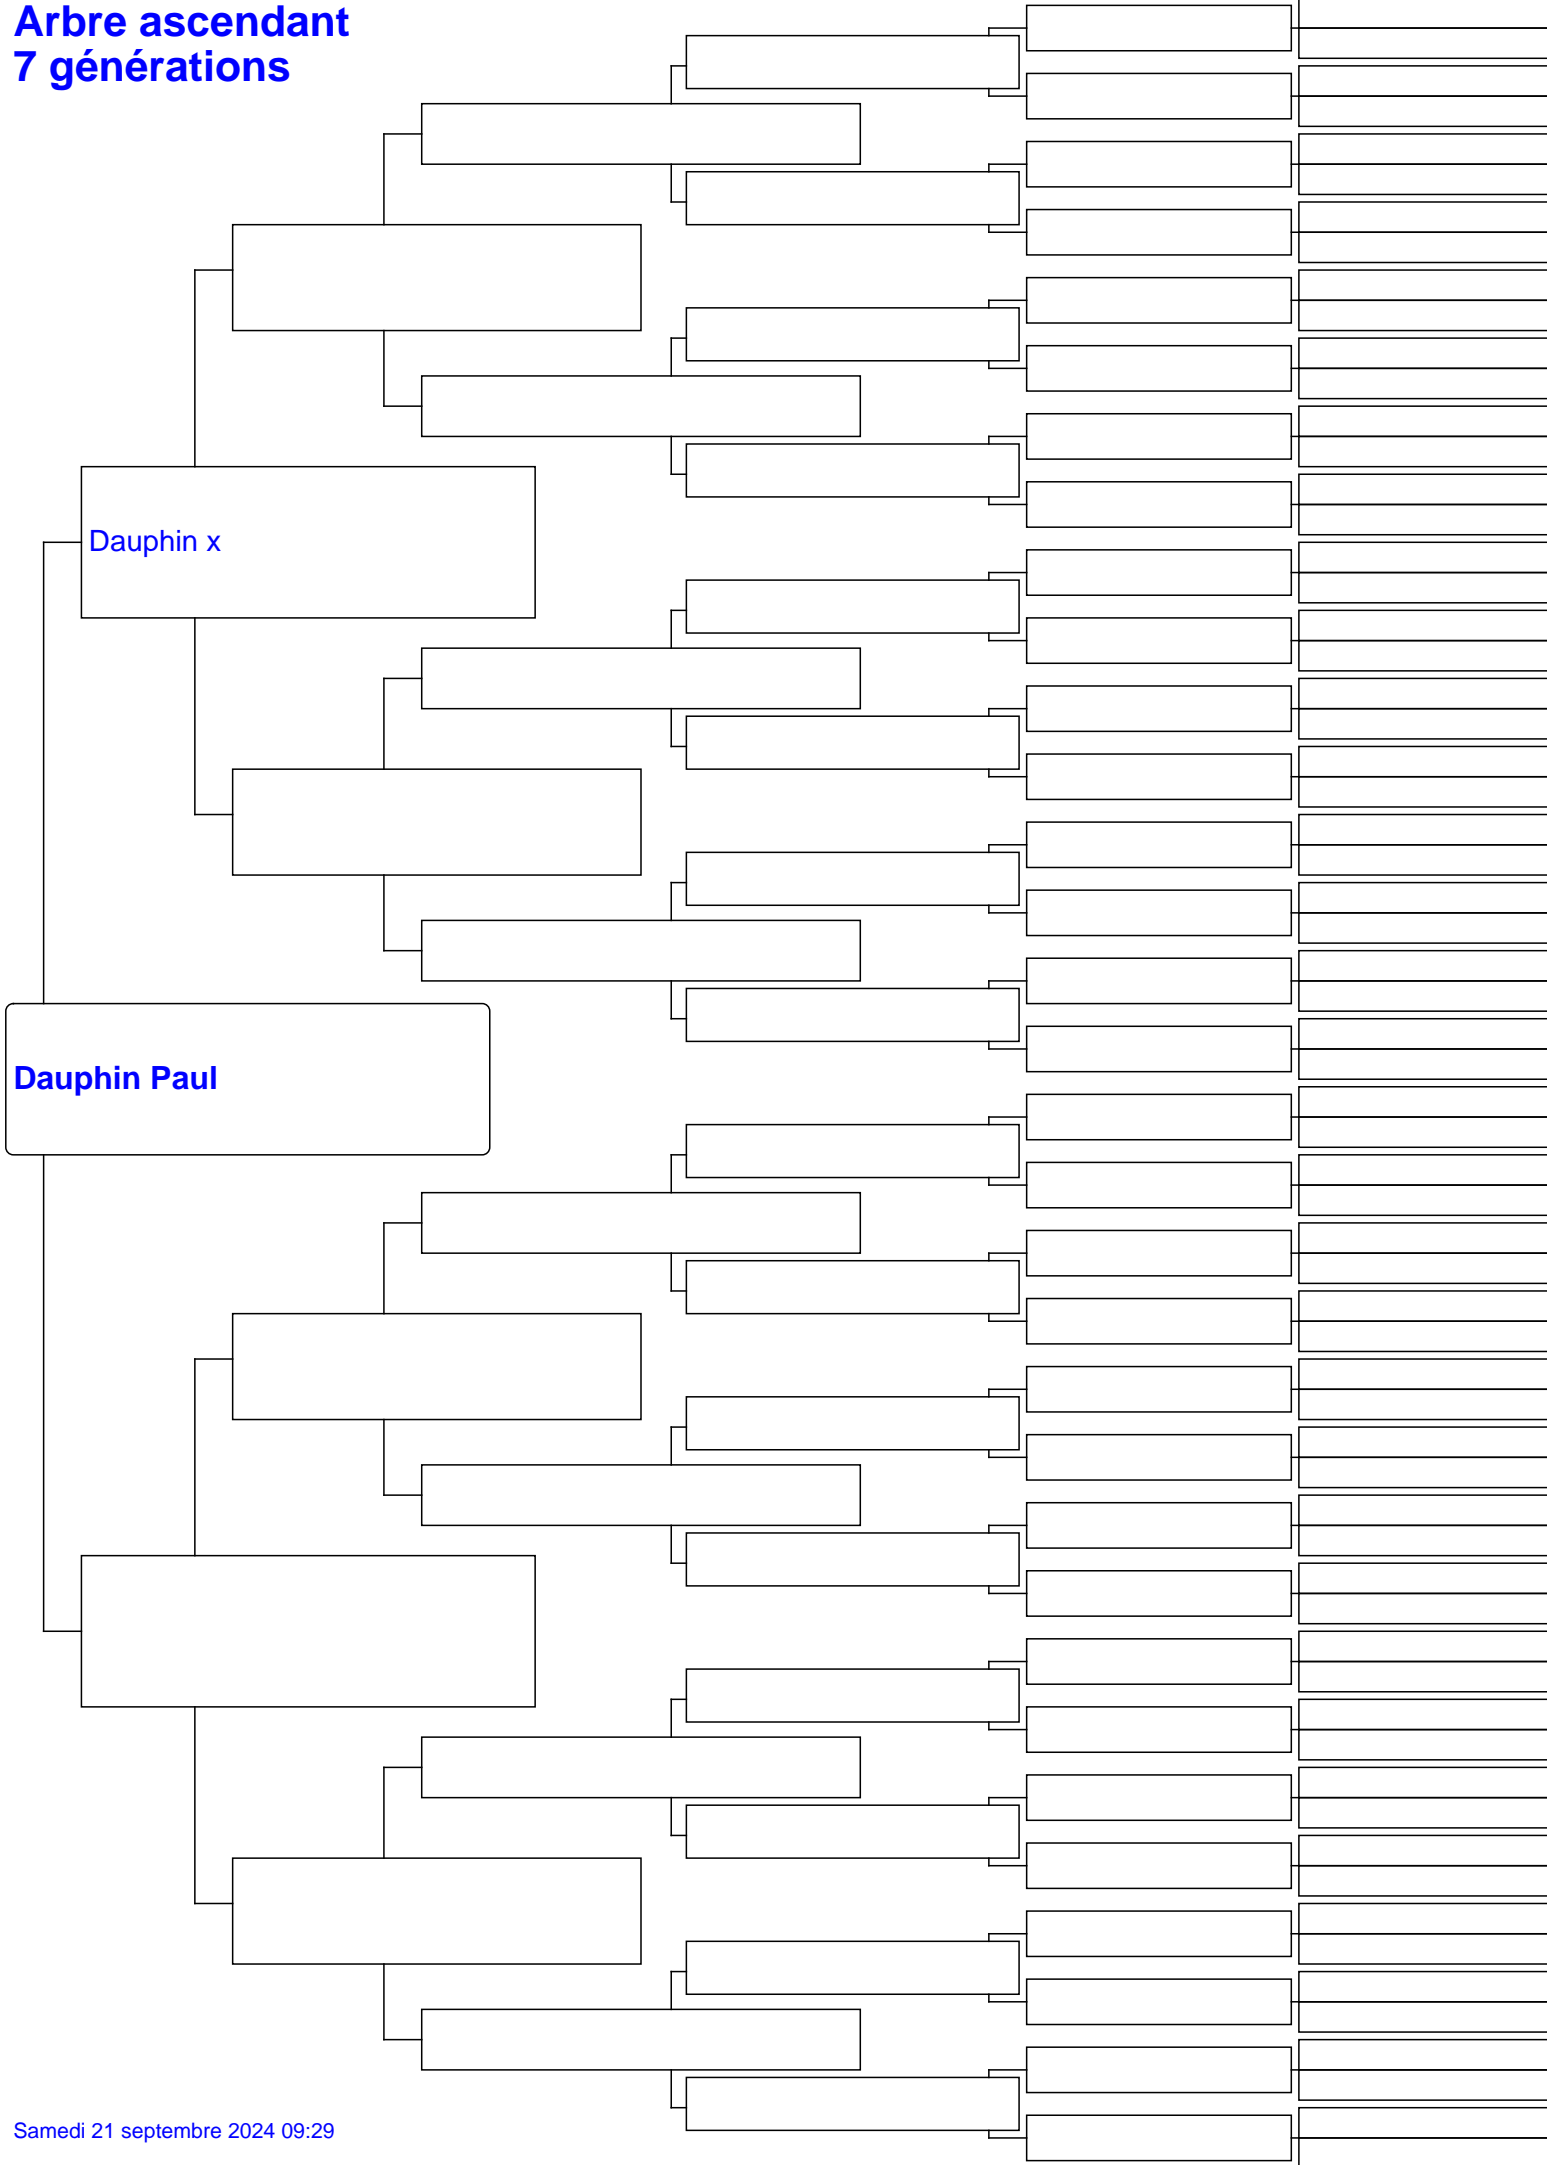 Arbre ascendant
7 générations
Dauphin x
Dauphin Paul
Samedi 21 septembre 2024 09:29